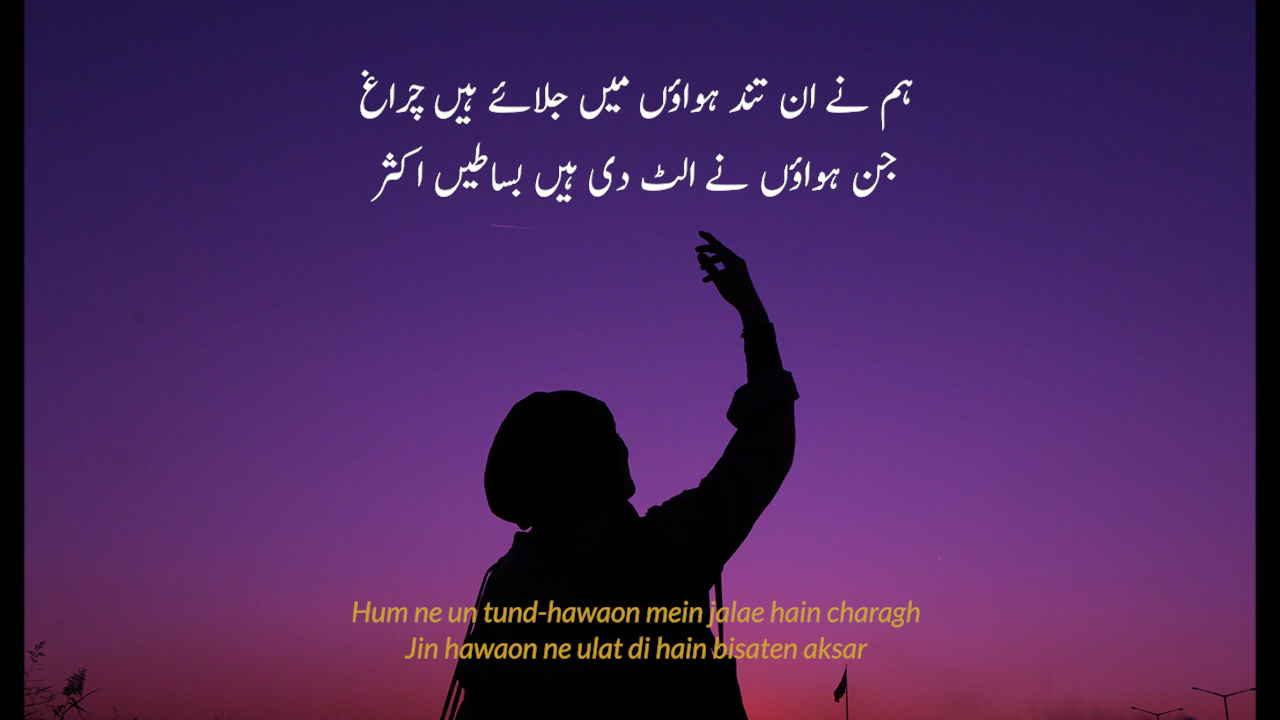 ہم نے ان تند ہواؤں میں جلائے ہیں چراغ
جن ہواؤں نے الٹ دی ہیں بساطیں اکثر
Hum ne un tund-hawaon mein jalae hain charagh
Jin hawaon ne ulat di hain bisaten aksar